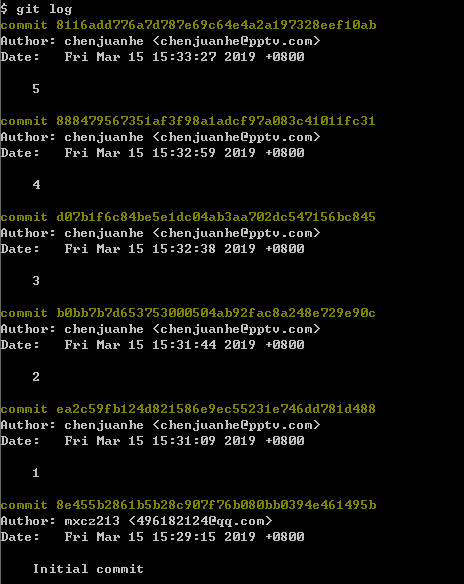 $ git log
commit 8116add776a7d787e69c64e4a2a197328eef10ab
Author: chenjuanhe <chenjuanhe@pptv.com>
Date:   Fri Mar 15 15:33:27 2019 +0800
5
commit 888479567351af3f98a1adcf97a083c41011fc31
Author: chenjuanhe <chenjuanhe@pptv.com>
Date:   Fri Mar 15 15:32:59 2019 +0800
4
commit d07b1f6c84be5e1dc04ab3aa702dc547156bc845
Author: chenjuanhe <chenjuanhe@pptv.com>
Date:   Fri Mar 15 15:32:38 2019 +0800
3
commit b0bb7b7d653753000504ab92fac8a248e729e90c
Author: chenjuanhe <chenjuanhe@pptv.com>
Date:   Fri Mar 15 15:31:44 2019 +0800
2
commit ea2c59fb124d821586e9ec55231e746dd781d488
Author: chenjuanhe <chenjuanhe@pptv.com>
Date:   Fri Mar 15 15:31:09 2019 +0800
1
commit 8e455b2861b5b28c907f76b080bb0394e461495b
Author: mxcz213 <496182124@qq.com>
Date:   Fri Mar 15 15:29:15 2019 +0800
Initial commit